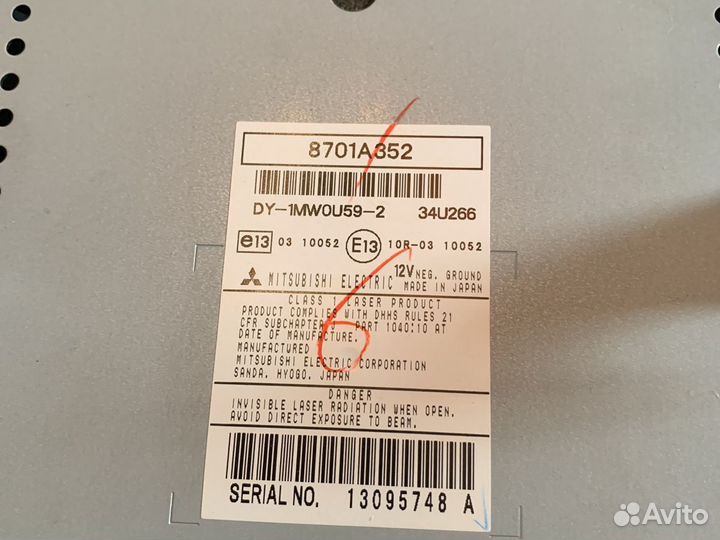 8701A352
DY-1MW0U59-2 34U266
e13 03 10052 E13 10R-03 10052
MITSUBISHI ELECTRIC 12V NEG. GROUND
MADE IN JAPAN
CLASS 1 LASER PRODUCT
PRODUCT COMPLIES WITH DHHS RULES 21
CFR SUBCHAPTER J PART 1040:10 AT
DATE OF MANUFACTURE.
MANUFACTURED
MITSUBISHI ELECTRIC CORPORATION
SANDA. HYOGO. JAPAN
DANGER
INVISIBLE LASER RADIATION WHEN OPEN.
AVOID DIRECT EXPOSURE TO BEAM.
SERIAL NO. 13095748 A
6
Avito